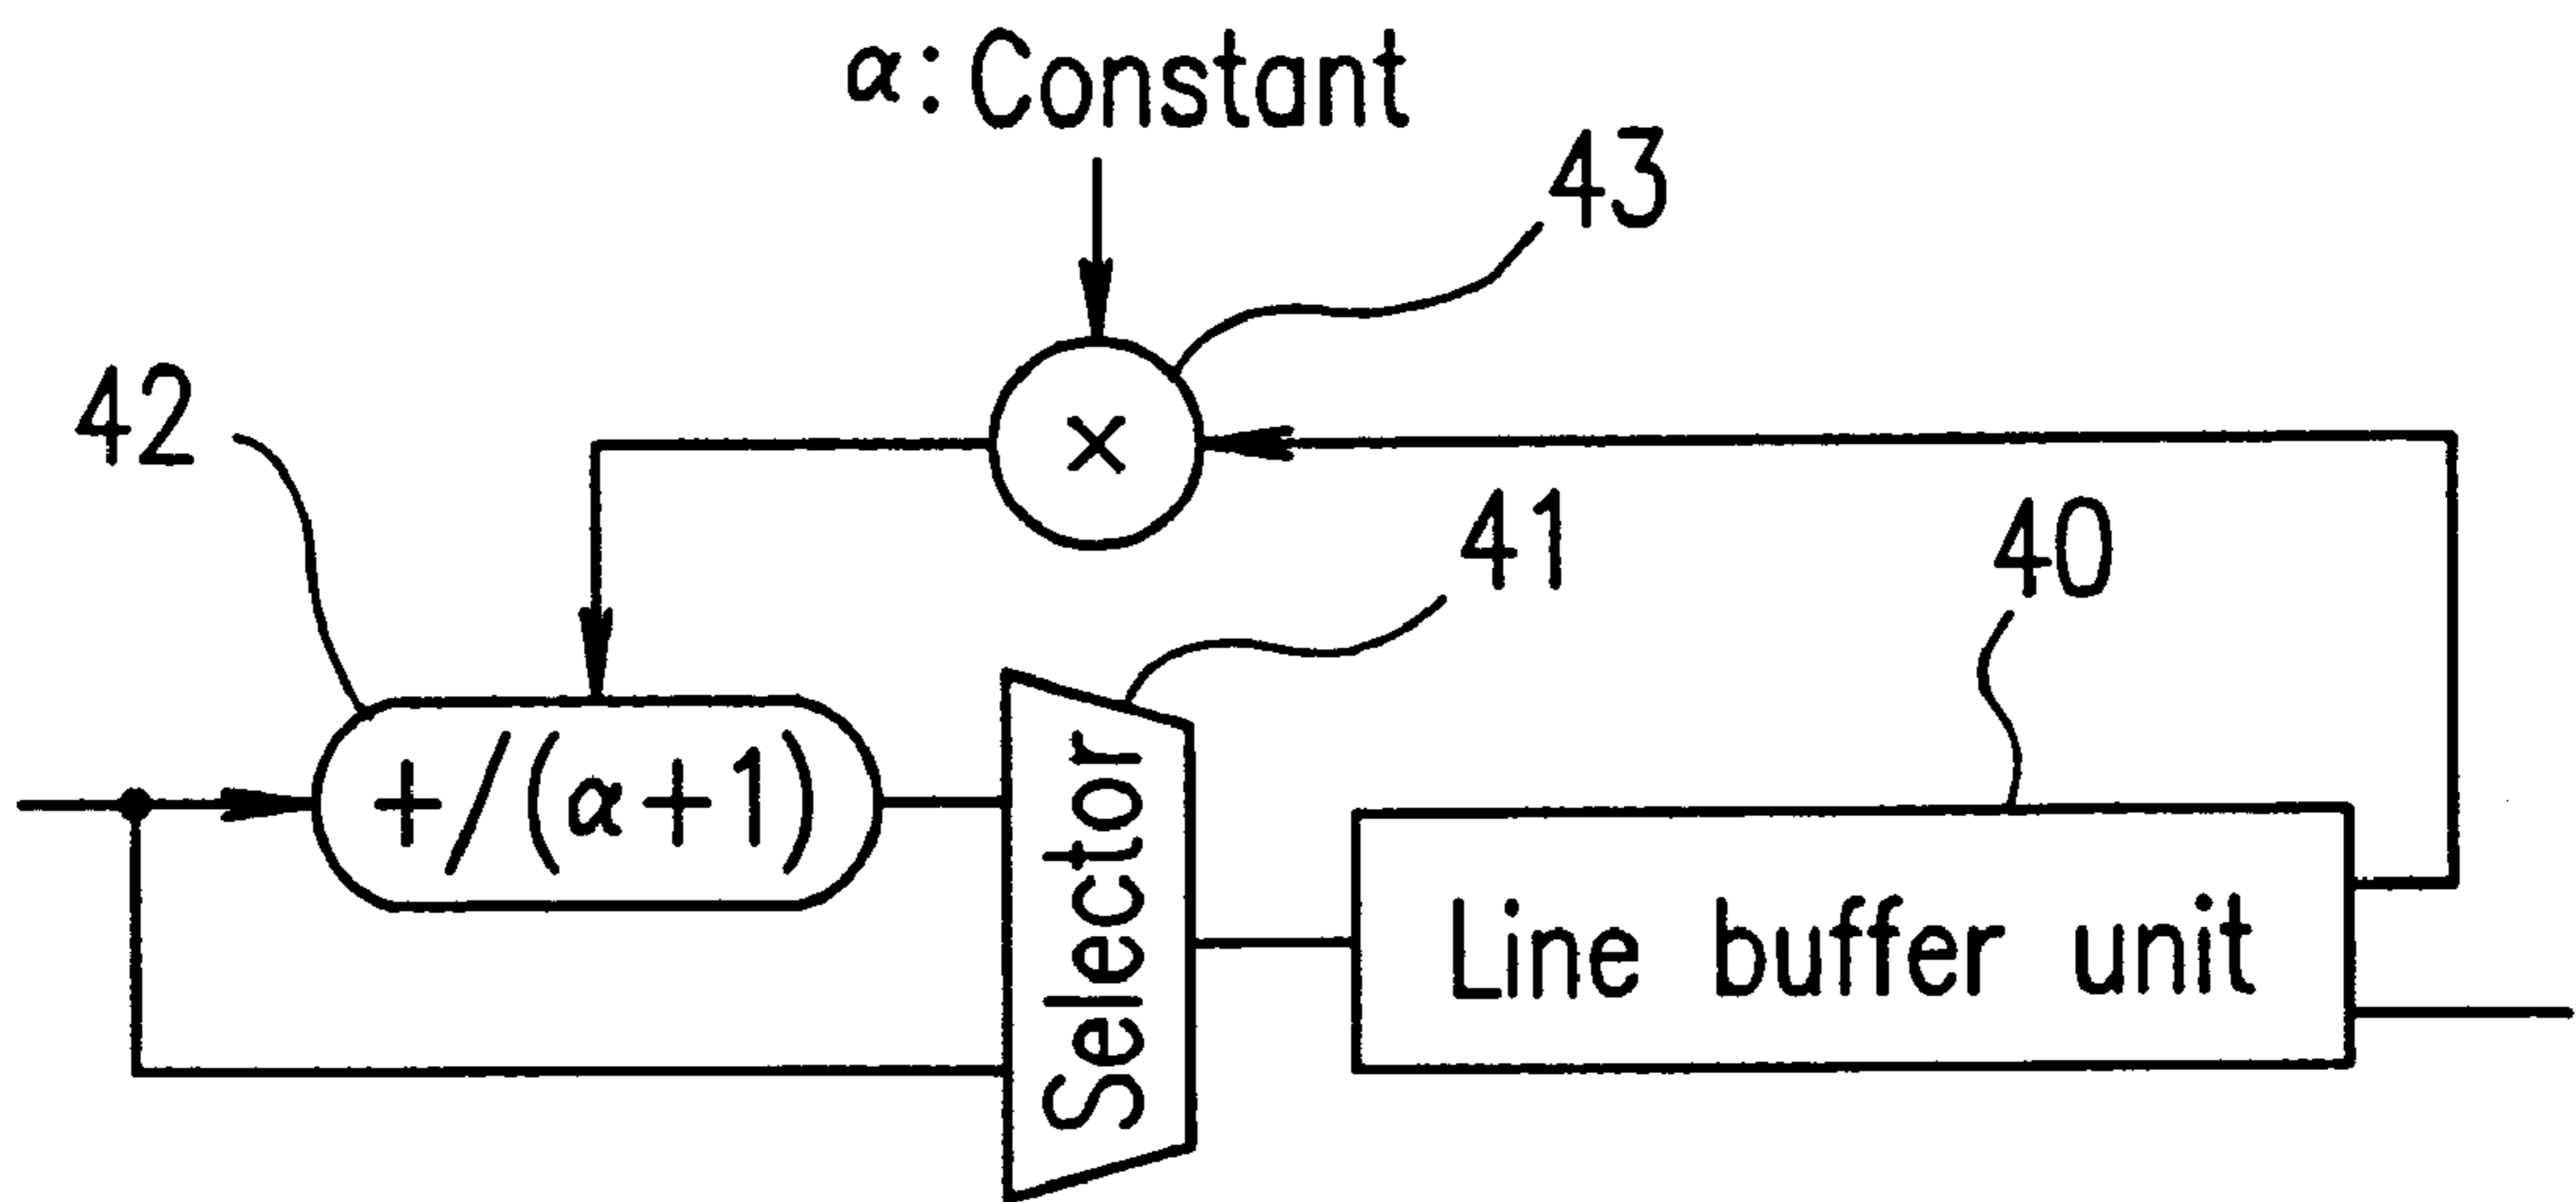 α: Constant
43
×
42
41
40
+/(α+1)
Selector
Line buffer unit